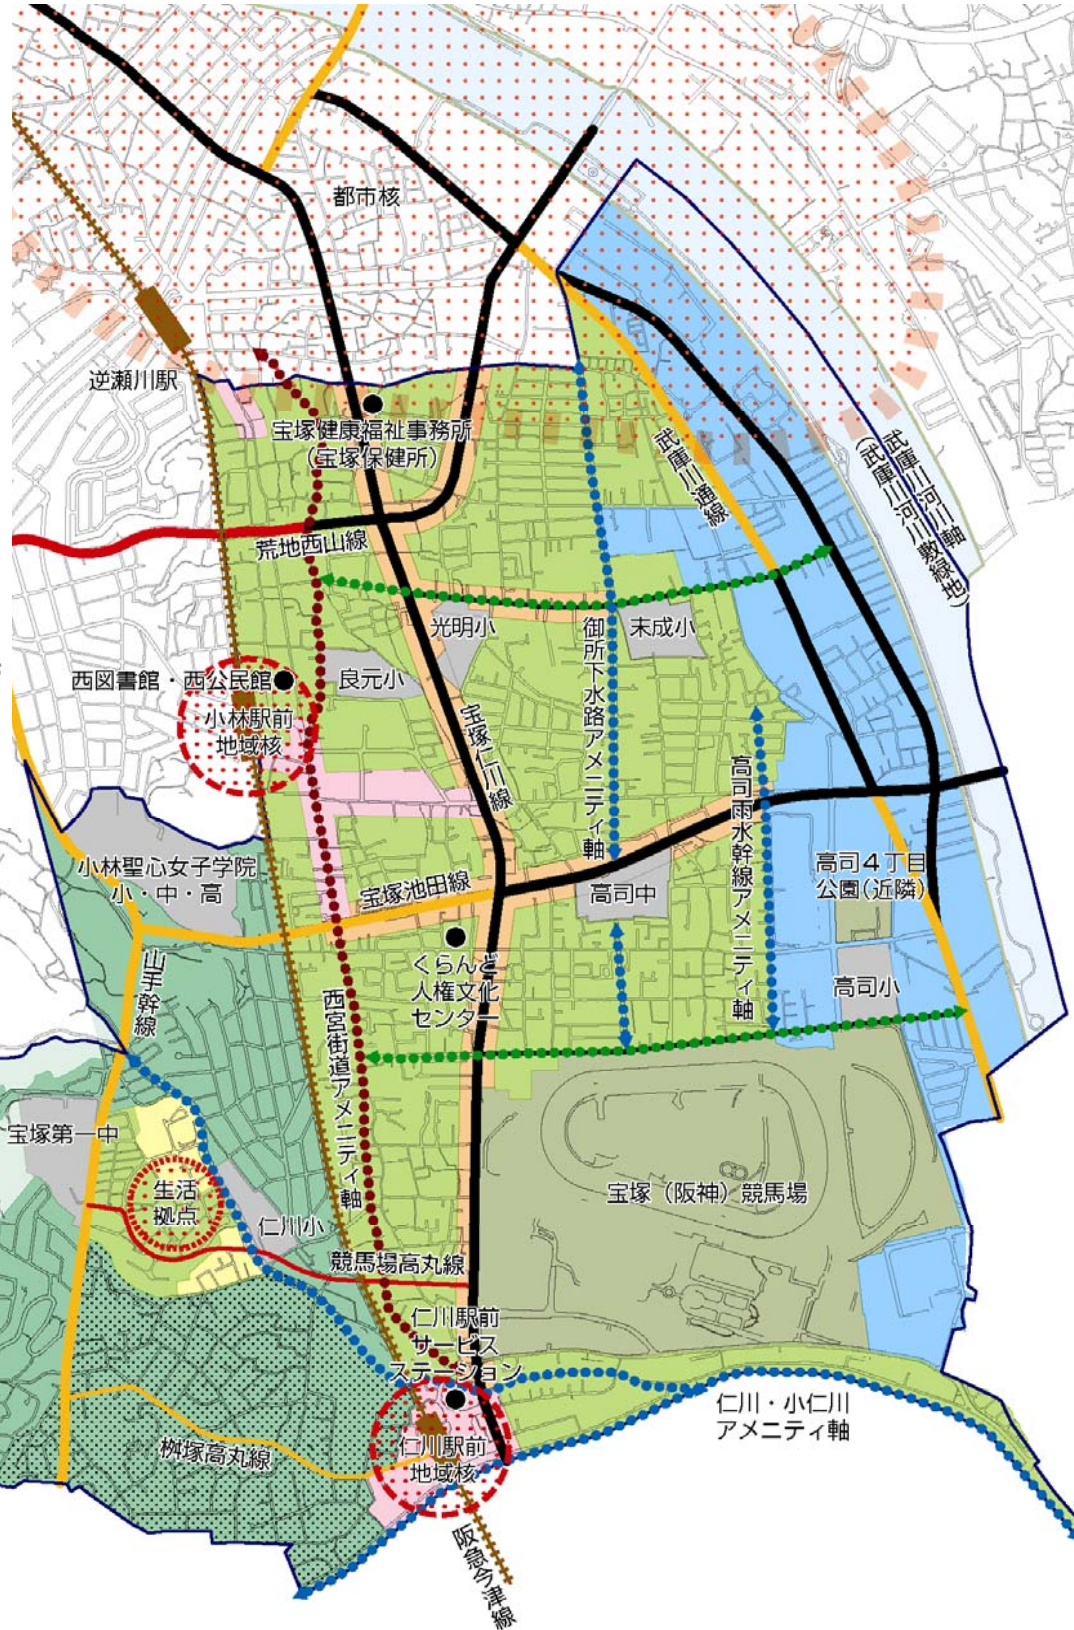 都市核
逆瀬川駅
宝塚健康福祉事務所
(宝塚保健所)
武庫川通線
武庫川河川軸
(武庫川河川敷緑地)
荒地西山線
光明小
末成小
御所下水路アメニティ軸
西図書館・西公民館
良元小
小林駅前
地域核
宝塚仁川線
高司雨水幹線アメニティ軸
小林聖心女子学院
小・中・高
宝塚池田線
高司中
高司4丁目
公園(近隣)
山手幹線
くらんど
人権文化
センター
高司小
西宮街道アメニティ軸
宝塚第一中
生活
拠点
仁川小
宝塚(阪神)競馬場
競馬場高丸線
仁川駅前
サービス
ステーション
仁川・小仁川
アメニティ軸
桝塚高丸線
仁川駅前
地域核
阪急今津線